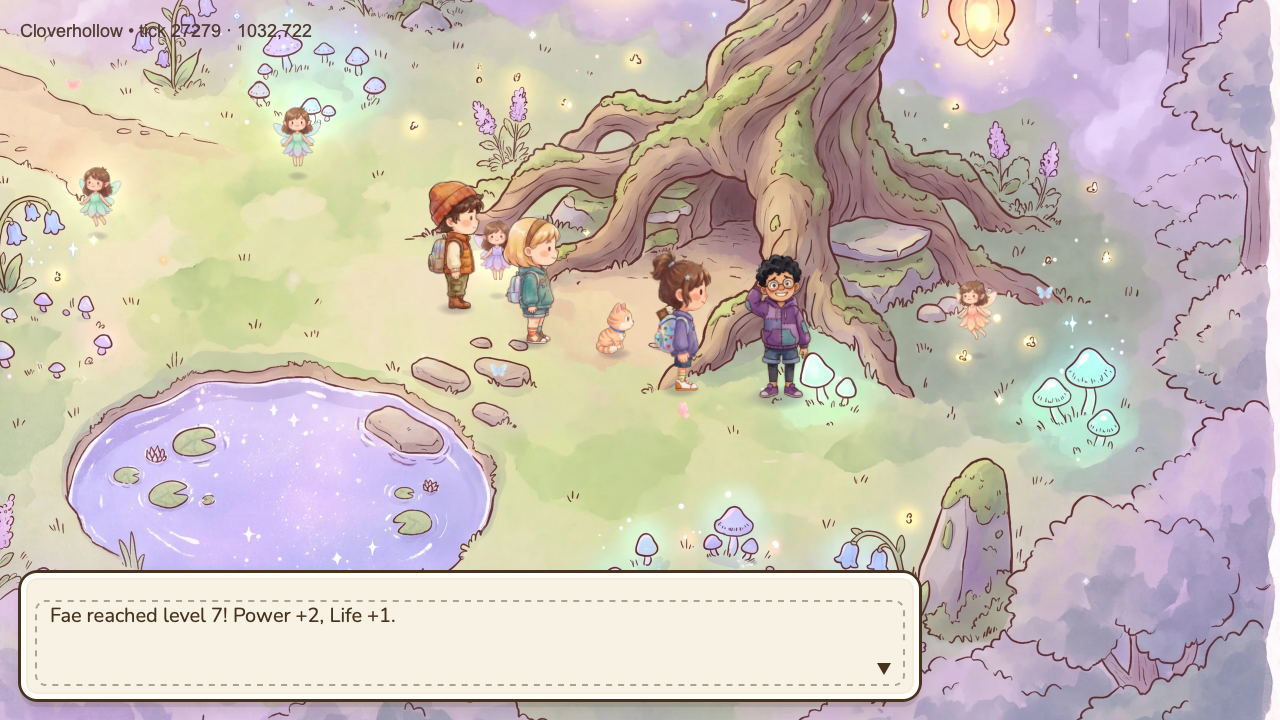 Cloverhollow • tick 27279 · 1032,722
Fae reached level 7! Power +2, Life +1.